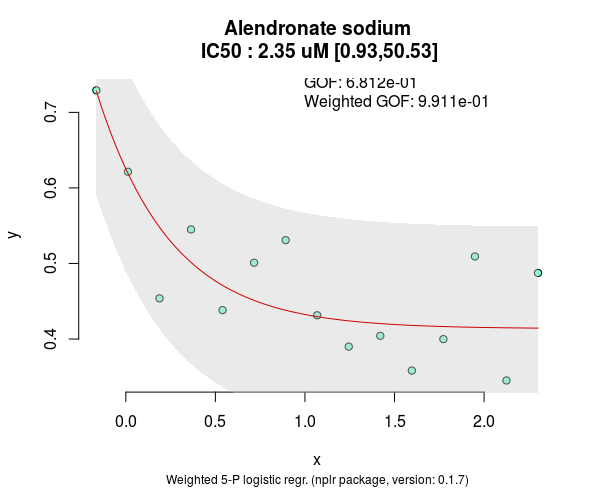 Alendronate sodium
IC50 : 2.35 uM [0.93,50.53]
GOF: 6.812e-01
Weighted GOF: 9.911e-01
0.7
0.6
0.5
0.4
y
0.0 0.5 1.0 1.5 2.0
x
Weighted 5-P logistic regr. (nplr package, version: 0.1.7)